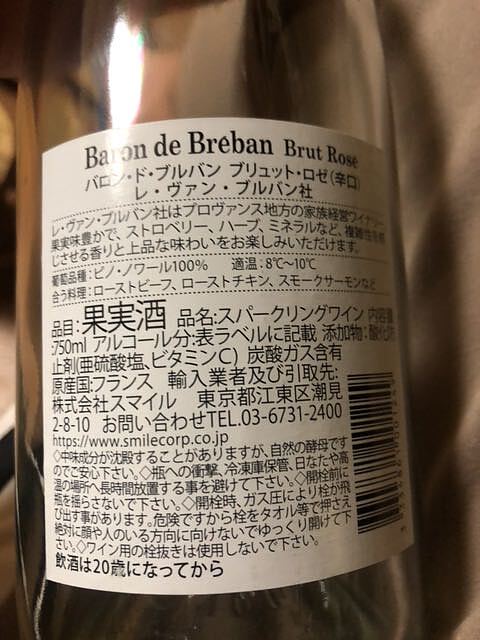 Baron de Breban Brut Rose
バロン・ド・ブルバン ブリュット・ロゼ(辛口)
レ・ヴァン・ブルバン社
レ・ヴァン・ブルバン社はプロヴァンス地方の家族経営ワイナリー
果実味豊かで、ストロベリー、ハーブ、ミネラルなど、複雑性を感
じさせる香りと上品な味わいをお楽しみいただけます。
葡萄品種:ピノ・ノワール100% 適温:8℃~10℃
合う料理:ローストビーフ、ローストチキン、スモークサーモンなど
品目:果実酒 品名:スパークリングワイン 内容量
:750ml アルコール分:表ラベルに記載 添加物:酸化防
止剤(亜硫酸塩、ビタミンC) 炭酸ガス含有
原産国:フランス 輸入業者及び引取先:
株式会社スマイル 東京都江東区潮見
2-8-10 お問い合わせTEL.03-6731-2400
https://www.smilecorp.co.jp
◇中味成分が沈殿することがありますが、自然の酵母です
のでご安心下さい。◇瓶への衝撃、冷凍庫保管、日なたや高
温の場所へ長時間放置する事を避けて下さい。◇開栓前に
瓶を揺らさないで下さい。◇開栓時、ガス圧により栓が飛
び出す事があります。危険ですから栓をタオル等で押さえ
絶対に顔や人のいる方向に向けないでゆっくり開けて下
さい。◇ワイン用の栓抜きは使用しないで下さい。
飲酒は20歳になってから